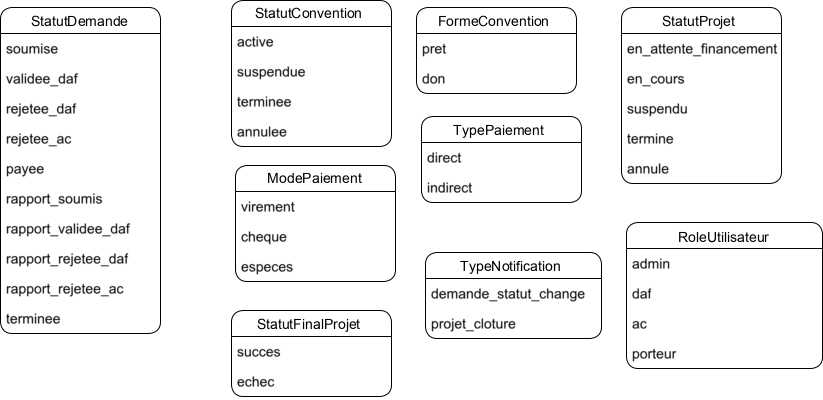 StatutDemande
soumise
validee_daf
rejetee_daf
rejetee_ac
payee
rapport_soumis
rapport_validee_daf
rapport_rejetee_daf
rapport_rejetee_ac
terminee
StatutConvention
active
suspendue
terminee
annulee
FormeConvention
pret
don
StatutProjet
en_attente_financement
en_cours
suspendu
termine
annule
TypePaiement
direct
indirect
ModePaiement
virement
cheque
especes
RoleUtilisateur
admin
daf
ac
porteur
TypeNotification
demande_statut_change
projet_cloture
StatutFinalProjet
succes
echec